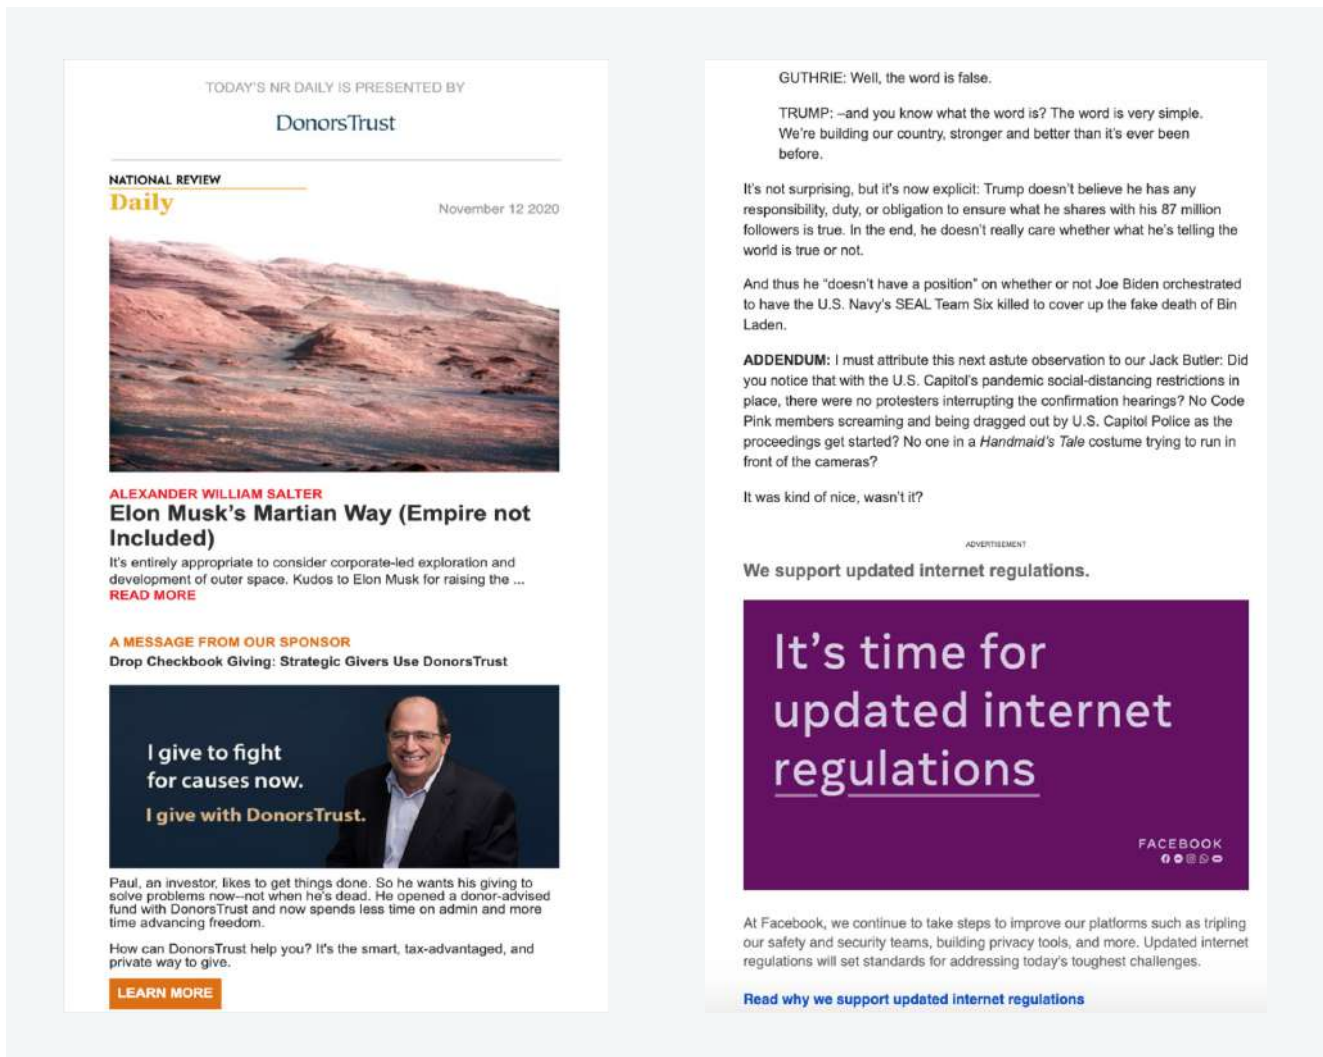 TODAY'S NR DAILY IS PRESENTED BY
DonorsTrust
NATIONAL REVIEW
Daily
November 12 2020
ALEXANDER WILLIAM SALTER
Elon Musk's Martian Way (Empire not
Included)
It's entirely appropriate to consider corporate-led exploration and
development of outer space. Kudos to Elon Musk for raising the ...
READ MORE
A MESSAGE FROM OUR SPONSOR
Drop Checkbook Giving: Strategic Givers Use DonorsTrust
I give to fight
for causes now.
I give with DonorsTrust.
Paul, an investor, likes to get things done. So he wants his giving to
solve problems now--not when he's dead. He opened a donor-advised
fund with DonorsTrust and now spends less time on admin and more
time advancing freedom.
How can DonorsTrust help you? It's the smart, tax-advantaged, and
private way to give.
LEARN MORE
GUTHRIE: Well, the word is false.
TRUMP: –and you know what the word is? The word is very simple.
We're building our country, stronger and better than it's ever been
before.
It's not surprising, but it's now explicit: Trump doesn't believe he has any
responsibility, duty, or obligation to ensure what he shares with his 87 million
followers is true. In the end, he doesn't really care whether what he's telling the
world is true or not.
And thus he "doesn't have a position" on whether or not Joe Biden orchestrated
to have the U.S. Navy's SEAL Team Six killed to cover up the fake death of Bin
Laden.
ADDENDUM: I must attribute this next astute observation to our Jack Butler: Did
you notice that with the U.S. Capitol's pandemic social-distancing restrictions in
place, there were no protesters interrupting the confirmation hearings? No Code
Pink members screaming and being dragged out by U.S. Capitol Police as the
proceedings get started? No one in a Handmaid's Tale costume trying to run in
front of the cameras?
It was kind of nice, wasn't it?
ADVERTISEMENT
We support updated internet regulations.
It's time for
updated internet
regulations
FACEBOOK
At Facebook, we continue to take steps to improve our platforms such as tripling
our safety and security teams, building privacy tools, and more. Updated internet
regulations will set standards for addressing today's toughest challenges.
Read why we support updated internet regulations